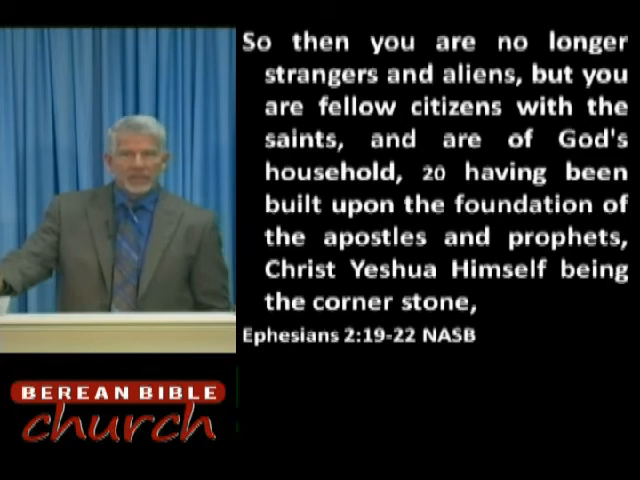 So then you are no longer
strangers and aliens, but you
are fellow citizens with the
saints, and are of God's
household, 20 having been
built upon the foundation of
the apostles and prophets,
Christ Yeshua Himself being
the corner stone,
Ephesians 2:19-22 NASB
BEREAN BIBLE
church